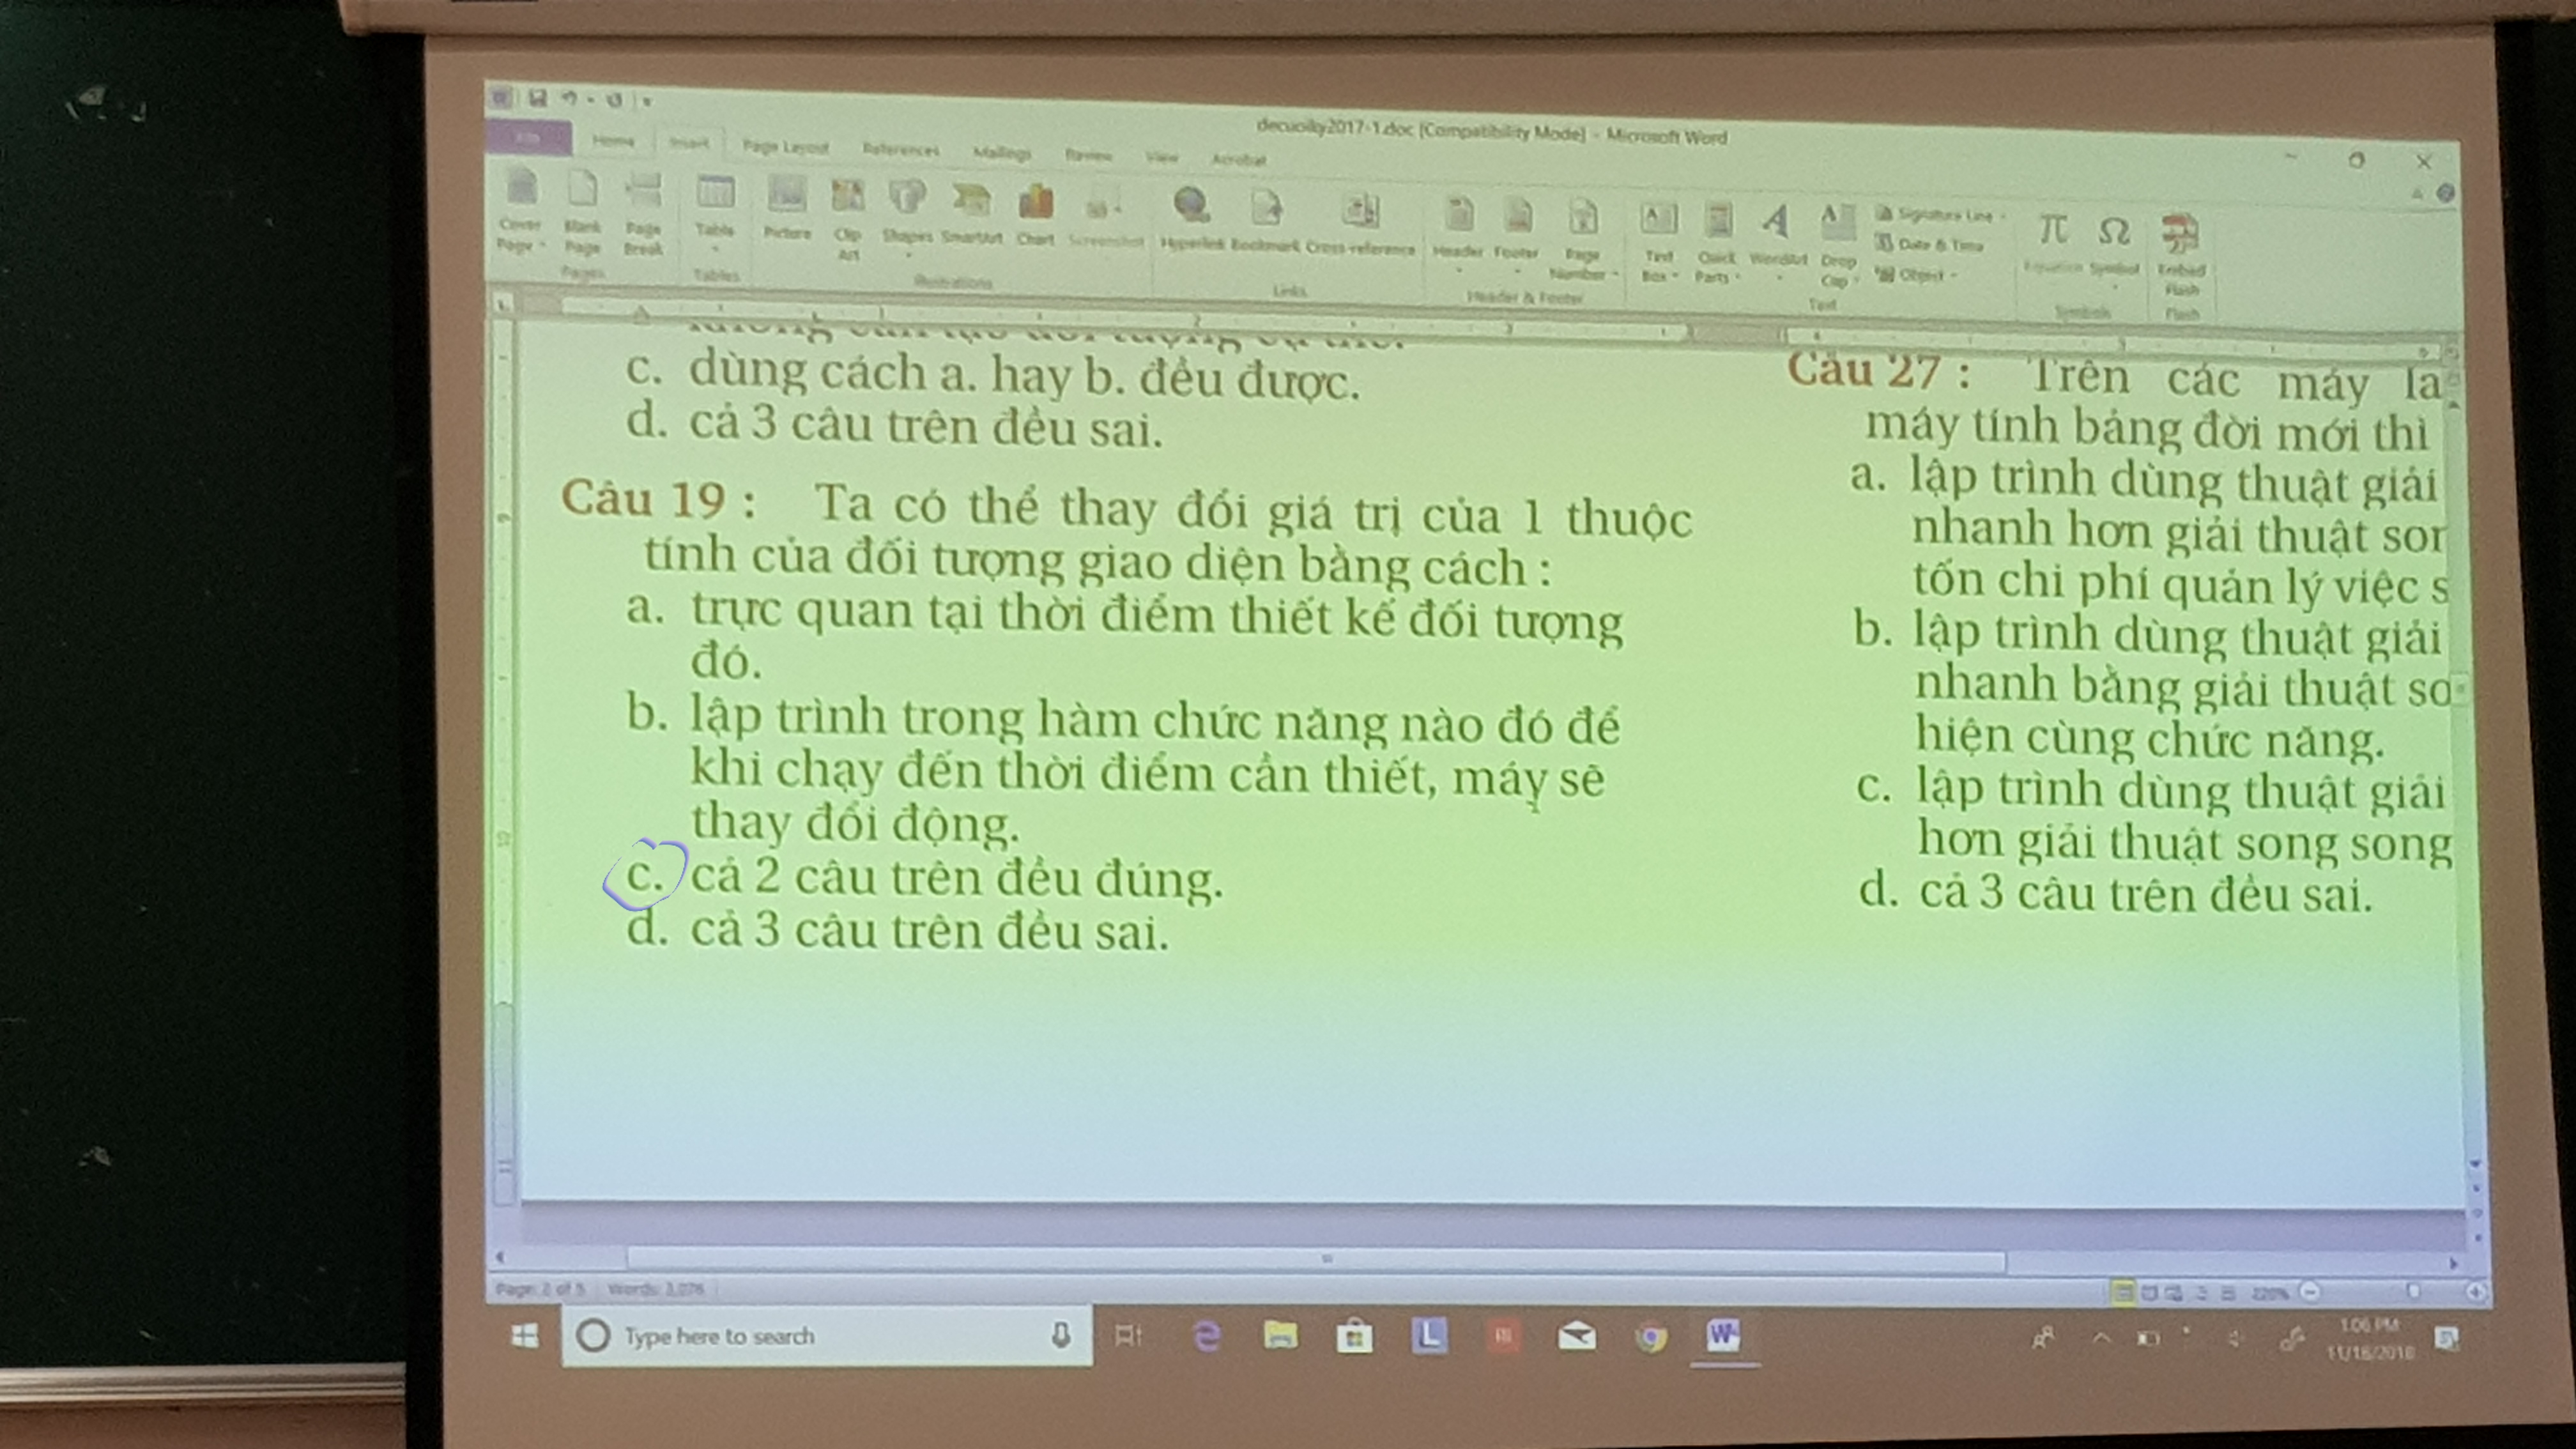 decuoiky2017-1.doc [Compatibility Mode] - Microsoft Word
Home Insert Page Layout References Mailings Review View Acrobat
Cover Page Blank Page Page Break Table Picture Clip Art Shapes SmartArt Chart Screenshot Hyperlink Bookmark Cross-reference Header Footer Page Number Text Box Quick Parts WordArt Drop Cap Signature Line Date & Time Object Equation Symbol Embed Flash
Pages Tables Illustrations Links Header & Footer Text Symbols Flash
c. dùng cách a. hay b. đều được.
d. cả 3 câu trên đều sai.
Câu 19 : Ta có thể thay đổi giá trị của 1 thuộc
tính của đối tượng giao diện bằng cách :
a. trực quan tại thời điểm thiết kế đối tượng
đó.
b. lập trình trong hàm chức năng nào đó để
khi chạy đến thời điểm cần thiết, máy sẽ
thay đổi động.
c. cả 2 câu trên đều đúng.
d. cả 3 câu trên đều sai.
Câu 27 : Trên các máy la
máy tính bảng đời mới thì
a. lập trình dùng thuật giải
nhanh hơn giải thuật son
tốn chi phí quản lý việc s
b. lập trình dùng thuật giải
nhanh bằng giải thuật so
hiện cùng chức năng.
c. lập trình dùng thuật giải
hơn giải thuật song song
d. cả 3 câu trên đều sai.
Page: 2 of 5 Words: 3,076
220%
Type here to search
1:06 PM
11/18/2018